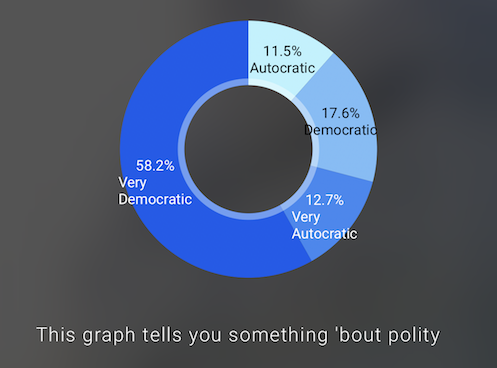 11.5%
Autocratic
17.6%
Democratic
58.2%
Very
Democratic
12.7%
Very
Autocratic
This graph tells you something 'bout polity